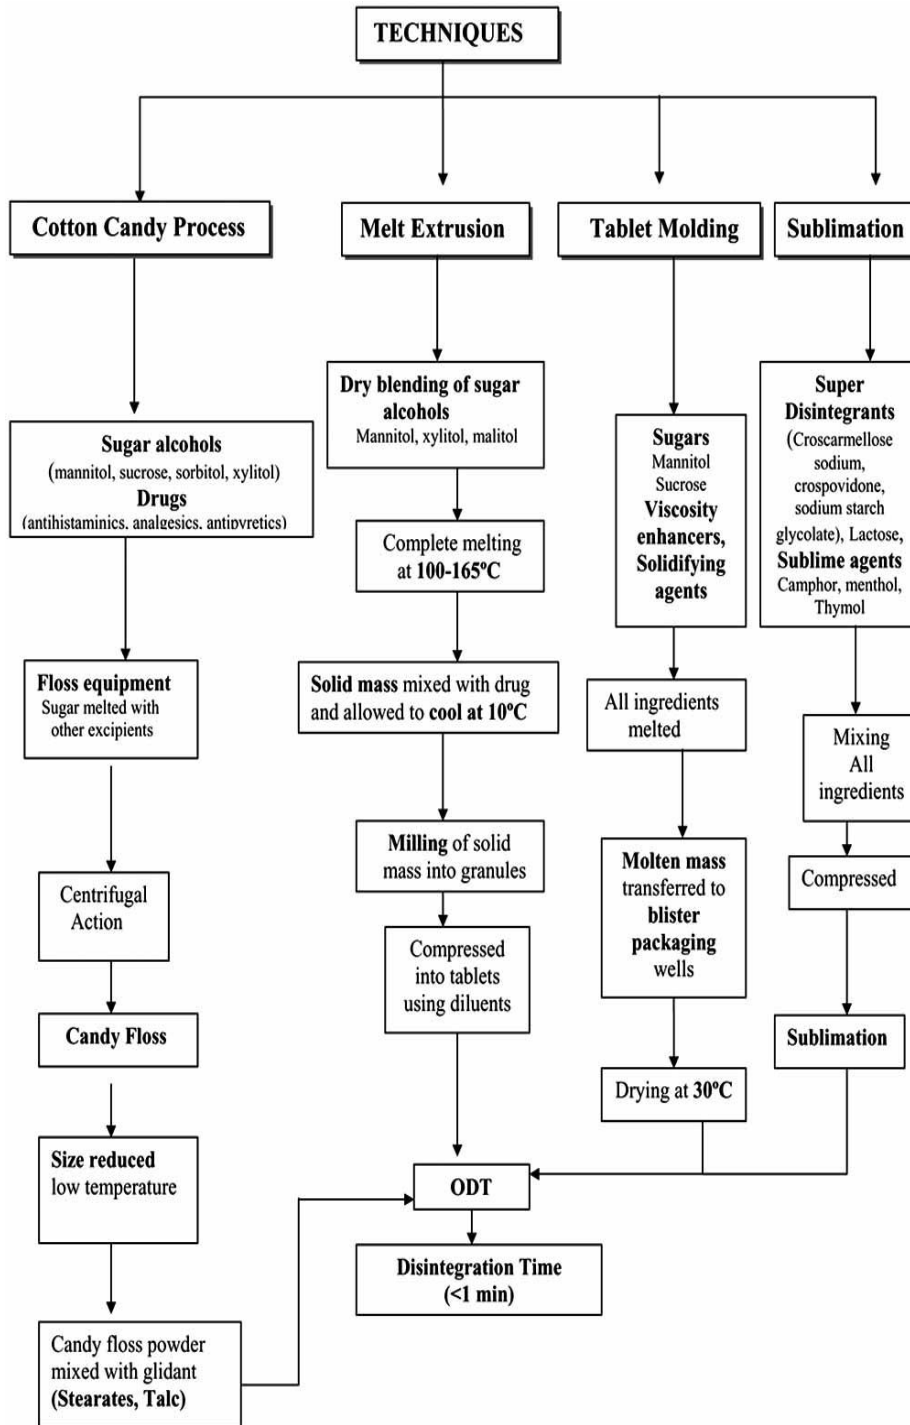 TECHNIQUES
Cotton Candy Process
Melt Extrusion
Tablet Molding
Sublimation
Sugar alcohols
(mannitol, sucrose, sorbitol, xylitol)
Drugs
(antihistaminics, analgesics, antipyretics)
Floss equipment
Sugar melted with
other excipients
Centrifugal
Action
Candy Floss
Size reduced
low temperature
Candy floss powder
mixed with glidant
(Stearates, Talc)
Dry blending of sugar
alcohols
Mannitol, xylitol, malitol
Complete melting
at 100-165ºC
Solid mass mixed with drug
and allowed to cool at 10ºC
Milling of solid
mass into granules
Compressed
into tablets
using diluents
Sugars
Mannitol
Sucrose
Viscosity
enhancers,
Solidifying
agents
All ingredients
melted
Molten mass
transferred to
blister
packaging
wells
Drying at 30ºC
Super
Disintegrants
(Croscarmellose
sodium,
crospovidone,
sodium starch
glycolate), Lactose,
Sublime agents
Camphor, menthol,
Thymol
Mixing
All
ingredients
Compressed
Sublimation
ODT
Disintegration Time
(<1 min)